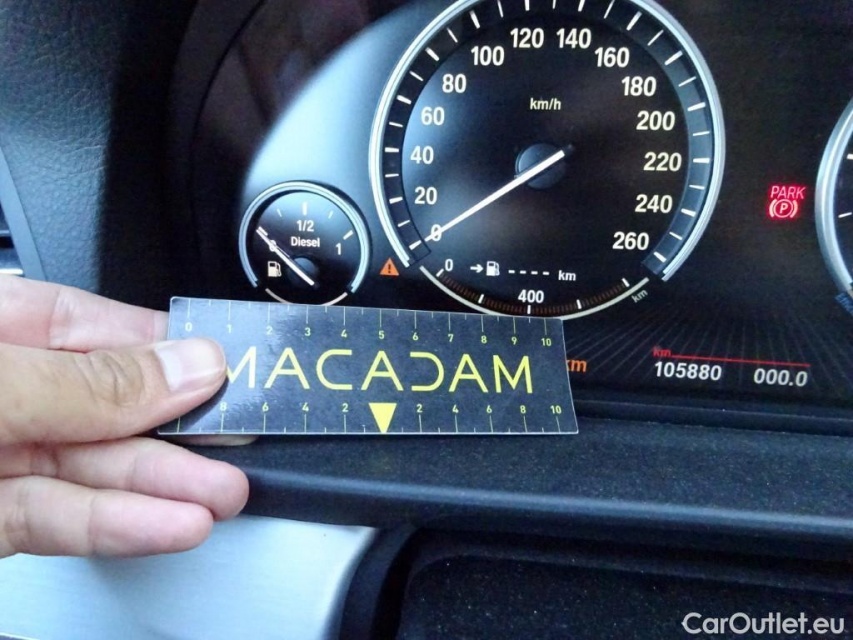 120 140
100 160
80 180
km/h
60 200
40 220
20 240
0 260
1/2
Diesel 1
PARK
P
0 ---- km
400
km
0 1 2 3 4 5 6 7 8 9 10
MACADAM
8 6 4 2 2 4 6 8 10
km
km
105880 000.0
CarOutlet.eu